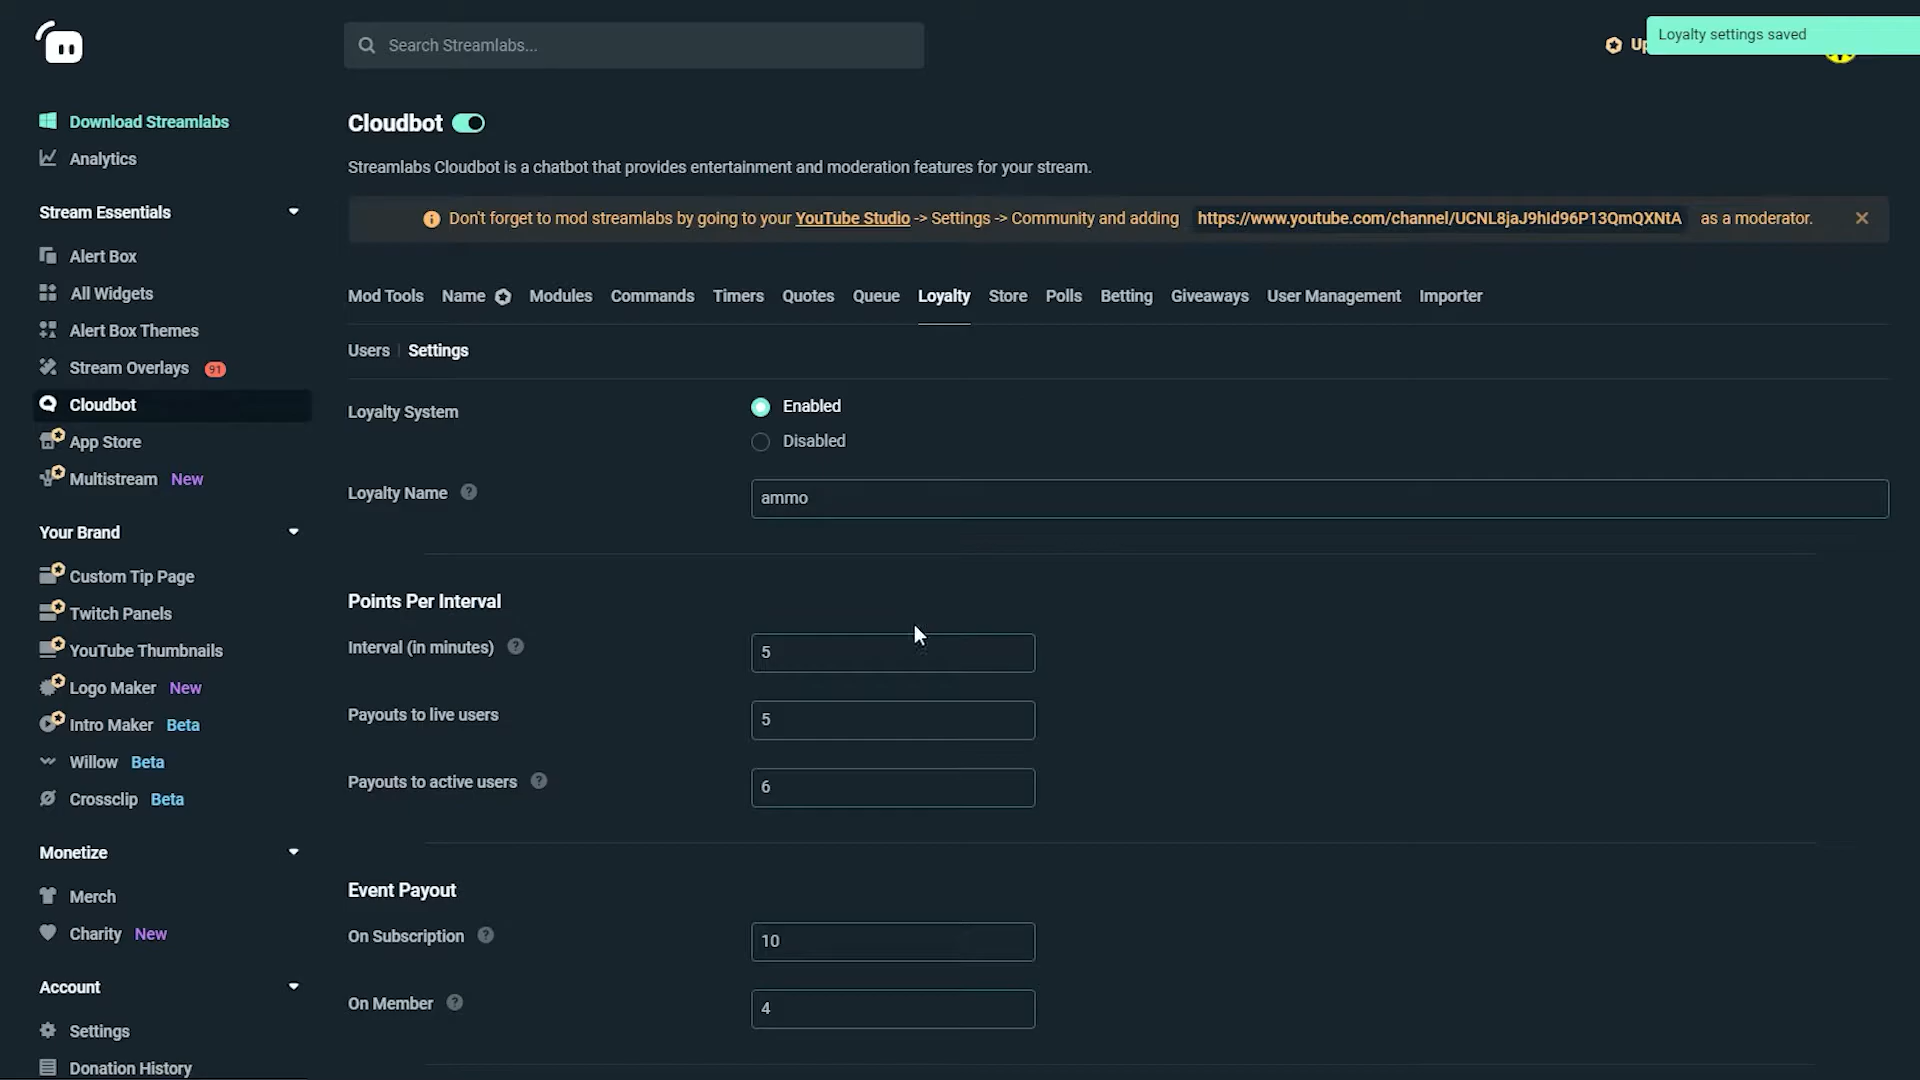 Search Streamlabs...
Up
Loyalty settings saved
Download Streamlabs
Analytics
Stream Essentials
Alert Box
All Widgets
Alert Box Themes
Stream Overlays 91
Cloudbot
App Store
Multistream New
Your Brand
Custom Tip Page
Twitch Panels
YouTube Thumbnails
Logo Maker New
Intro Maker Beta
Willow Beta
Crossclip Beta
Monetize
Merch
Charity New
Account
Settings
Donation History
Cloudbot
Streamlabs Cloudbot is a chatbot that provides entertainment and moderation features for your stream.
Don't forget to mod streamlabs by going to your YouTube Studio -> Settings -> Community and adding https://www.youtube.com/channel/UCNL8jaJ9hId96P13QmQXNtA as a moderator.
Mod Tools Name Modules Commands Timers Quotes Queue Loyalty Store Polls Betting Giveaways User Management Importer
Users | Settings
Loyalty System
Enabled
Disabled
Loyalty Name ?
ammo
Points Per Interval
Interval (in minutes) ?
5
Payouts to live users
5
Payouts to active users ?
6
Event Payout
On Subscription ?
10
On Member ?
4